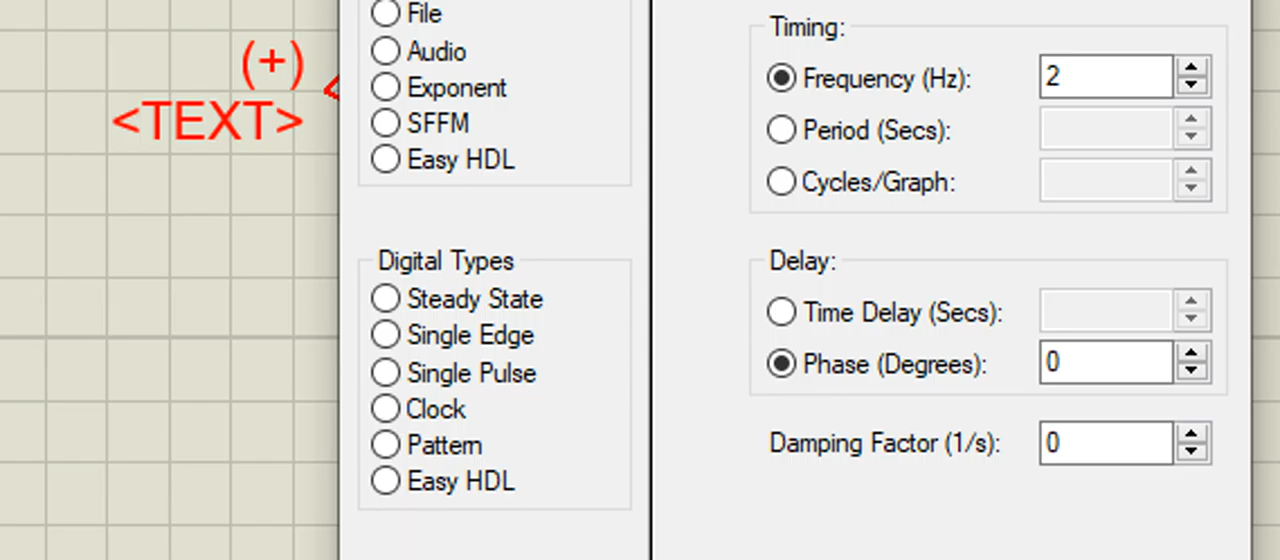 (+)
<TEXT>
File
Audio
Exponent
SFFM
Easy HDL
Digital Types
Steady State
Single Edge
Single Pulse
Clock
Pattern
Easy HDL
Timing:
Frequency (Hz): 2
Period (Secs):
Cycles/Graph:
Delay:
Time Delay (Secs):
Phase (Degrees): 0
Damping Factor (1/s): 0